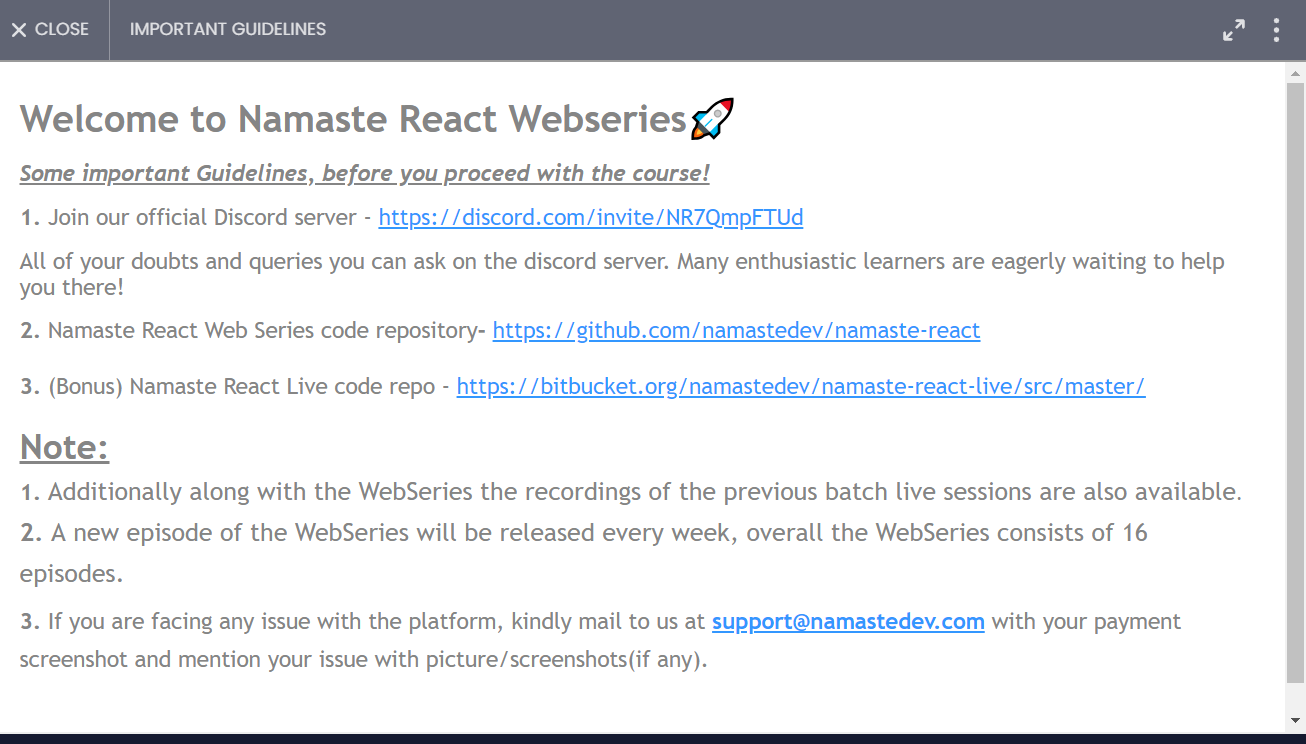 CLOSE
IMPORTANT GUIDELINES
Welcome to Namaste React Webseries🚀
Some important Guidelines, before you proceed with the course!
1. Join our official Discord server - https://discord.com/invite/NR7QmpFTUd
All of your doubts and queries you can ask on the discord server. Many enthusiastic learners are eagerly waiting to help
you there!
2. Namaste React Web Series code repository- https://github.com/namastedev/namaste-react
3. (Bonus) Namaste React Live code repo - https://bitbucket.org/namastedev/namaste-react-live/src/master/
Note:
1. Additionally along with the WebSeries the recordings of the previous batch live sessions are also available.
2. A new episode of the WebSeries will be released every week, overall the WebSeries consists of 16
episodes.
3. If you are facing any issue with the platform, kindly mail to us at support@namastedev.com with your payment
screenshot and mention your issue with picture/screenshots(if any).